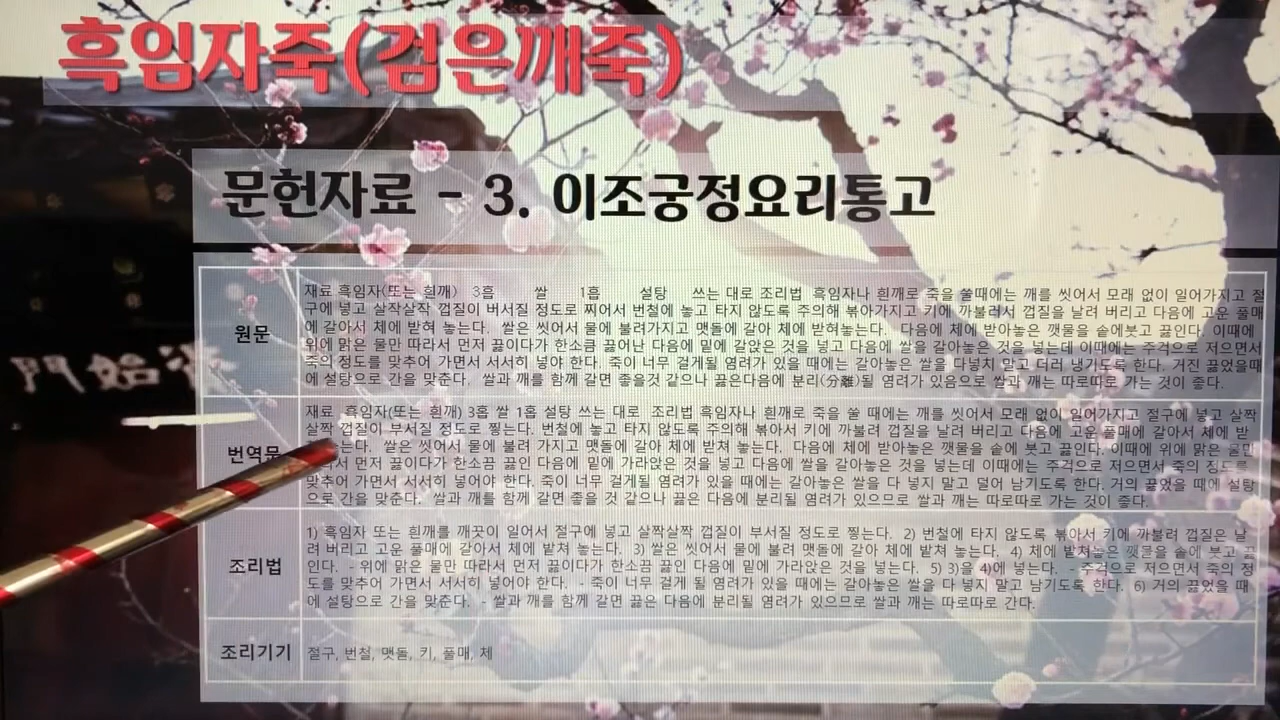 흑임자죽(검은깨죽)
문헌자료 - 3. 이조궁정요리통고
원문
재료 흑임자(또는 흰깨) 3홉 쌀 1홉 설탕 쓰는 대로 조리법 흑임자나 흰깨로 죽을 쑬때에는 깨를 씻어서 모래 없이 일어가지고 절
구에 넣고 살작살작 껍질이 버서질 정도로 찌어서 번철에 놓고 타지 않도록 주의해 볶아가지고 키에 까불러서 껍질을 날려 버리고 다음에 고운 풀매
에 갈아서 체에 받혀 놓는다. 쌀은 씻어서 물에 불려가지고 맷돌에 갈아 체에 받혀놓는다. 다음에 체에 받아놓은 깻물을 솥에붓고 끓인다. 이때에
위에 맑은 물만 따라서 먼저 끓이다가 한소큼 끓어난 다음에 밑에 갈앉은 것을 넣고 다음에 쌀을 갈아놓은 것을 넣는데 이때에는 주걱으로 저으면서
죽의 정도를 맞추어 가면서 서서히 넣야 한다. 죽이 너무 걸게될 염려가 있을 때에는 갈아놓은 쌀을 다넣치 말고 더러 냉기도록 한다. 거진 끓었을때
에 설탕으로 간을 맞춘다. 쌀과 깨를 함께 갈면 좋을것 같으나 끓은다음에 분리(分離)될 염려가 있음으로 쌀과 깨는 따로따로 가는 것이 좋다.
번역문
재료 흑임자(또는 흰깨) 3홉 쌀 1홉 설탕 쓰는 대로 조리법 흑임자나 흰깨로 죽을 쑬 때에는 깨를 씻어서 모래 없이 일어가지고 절구에 넣고 살짝
살짝 껍질이 부서질 정도로 찧는다. 번철에 놓고 타지 않도록 주의해 볶아서 키에 까불려 껍질을 날려 버리고 다음에 고운 풀매에 갈아서 체에 받
는다. 쌀은 씻어서 물에 불려 가지고 맷돌에 갈아 체에 받쳐 놓는다. 다음에 체에 받아놓은 깻물을 솥에 붓고 끓인다. 이때에 위에 맑은 물만
서 먼저 끓이다가 한소끔 끓인 다음에 밑에 가라앉은 것을 넣고 다음에 쌀을 갈아놓은 것을 넣는데 이때에는 주걱으로 저으면서 죽의 정도를
맞추어 가면서 서서히 넣어야 한다. 죽이 너무 걸게될 염려가 있을 때에는 갈아놓은 쌀을 다 넣지 말고 덜어 남기도록 한다. 거의 끓었을 때에 설탕
으로 간을 맞춘다. 쌀과 깨를 함께 갈면 좋을 것 같으나 끓은 다음에 분리될 염려가 있으므로 쌀과 깨는 따로따로 가는 것이 좋다.
조리법
1) 흑임자 또는 흰깨를 깨끗이 일어서 절구에 넣고 살짝살짝 껍질이 부서질 정도로 찧는다. 2) 번철에 타지 않도록 볶아서 키에 까불려 껍질은 날
려 버리고 고운 풀매에 갈아서 체에 밭쳐 놓는다. 3) 쌀은 씻어서 물에 불려 맷돌에 갈아 체에 밭쳐 놓는다. 4) 체에 밭쳐놓은 깻물을 솥에 붓고 끓
인다. - 위에 맑은 물만 따라서 먼저 끓이다가 한소끔 끓인 다음에 밑에 가라앉은 것을 넣는다. 5) 3)을 4)에 넣는다. - 주걱으로 저으면서 죽의 정
도를 맞추어 가면서 서서히 넣어야 한다. - 죽이 너무 걸게 될 염려가 있을 때에는 갈아놓은 쌀을 다 넣지 말고 남기도록 한다. 6) 거의 끓었을 때
에 설탕으로 간을 맞춘다. - 쌀과 깨를 함께 갈면 끓은 다음에 분리될 염려가 있으므로 쌀과 깨는 따로따로 간다.
조리기기
절구, 번철, 맷돌, 키, 풀매, 체